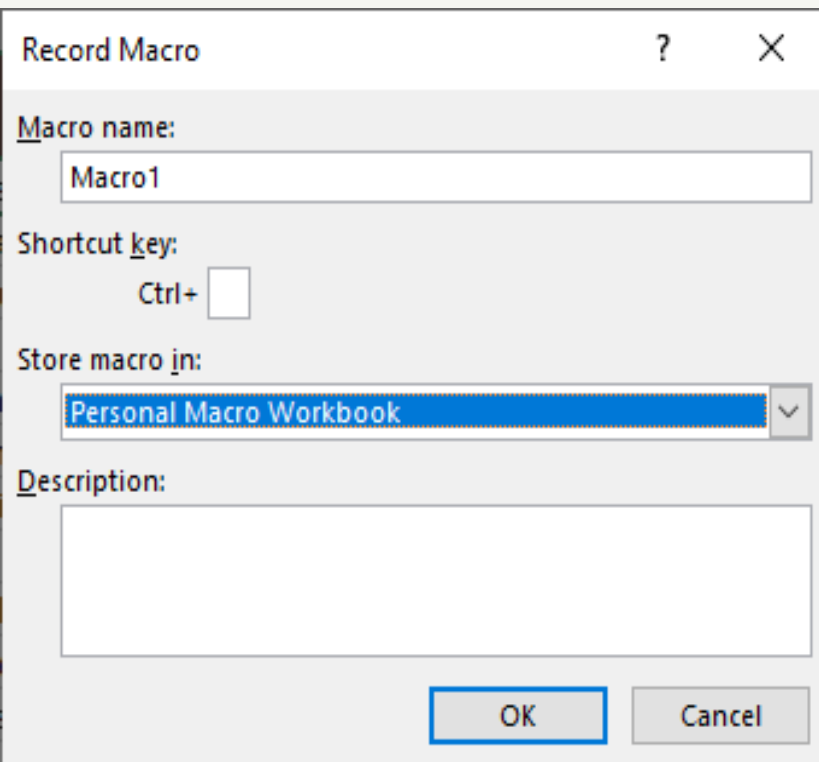 Record Macro ?
Macro name:
Macro1
Shortcut key:
Ctrl+
Store macro in:
Personal Macro Workbook
Description:
OK Cancel